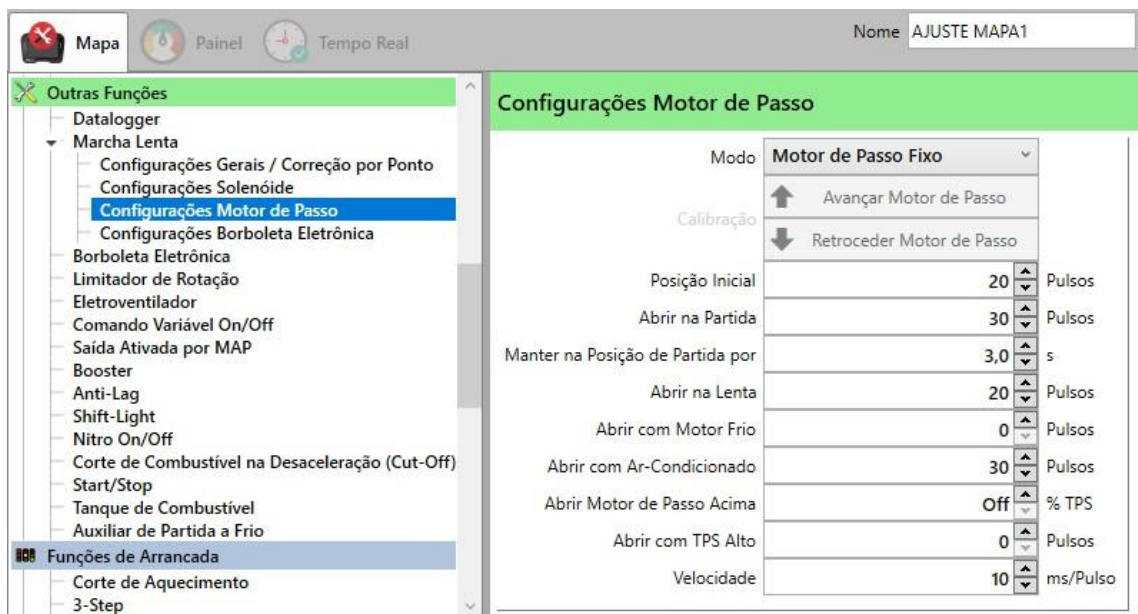 Mapa
Painel
Tempo Real
Nome AJUSTE MAPA1
Outras Funções
Datalogger
Marcha Lenta
Configurações Gerais / Correção por Ponto
Configurações Solenóide
Configurações Motor de Passo
Configurações Borboleta Eletrônica
Borboleta Eletrônica
Limitador de Rotação
Eletroventilador
Comando Variável On/Off
Saída Ativada por MAP
Booster
Anti-Lag
Shift-Light
Nitro On/Off
Corte de Combustível na Desaceleração (Cut-Off)
Start/Stop
Tanque de Combustível
Auxiliar de Partida a Frio
Funções de Arrancada
Corte de Aquecimento
3-Step
Configurações Motor de Passo
Modo Motor de Passo Fixo
Calibração
Avançar Motor de Passo
Retroceder Motor de Passo
Posição Inicial 20 Pulsos
Abrir na Partida 30 Pulsos
Manter na Posição de Partida por 3,0 s
Abrir na Lenta 20 Pulsos
Abrir com Motor Frio 0 Pulsos
Abrir com Ar-Condicionado 30 Pulsos
Abrir Motor de Passo Acima Off % TPS
Abrir com TPS Alto 0 Pulsos
Velocidade 10 ms/Pulso